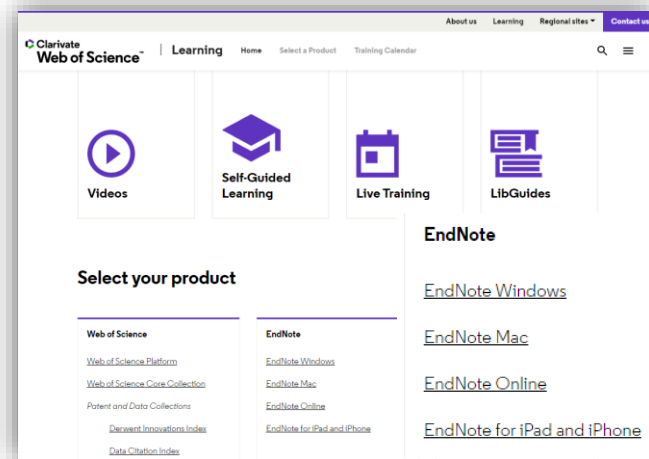 About us Learning Regional sites Contact us
Clarivate
Web of Science™ Learning Home Select a Product Training Calendar
Videos
Self-Guided
Learning
Live Training
LibGuides
Select your product
Web of Science
Web of Science Platform
Web of Science Core Collection
Patent and Data Collections
Derwent Innovations Index
Data Citation Index
EndNote
EndNote Windows
EndNote Mac
EndNote Online
EndNote for iPad and iPhone
EndNote
EndNote Windows
EndNote Mac
EndNote Online
EndNote for iPad and iPhone